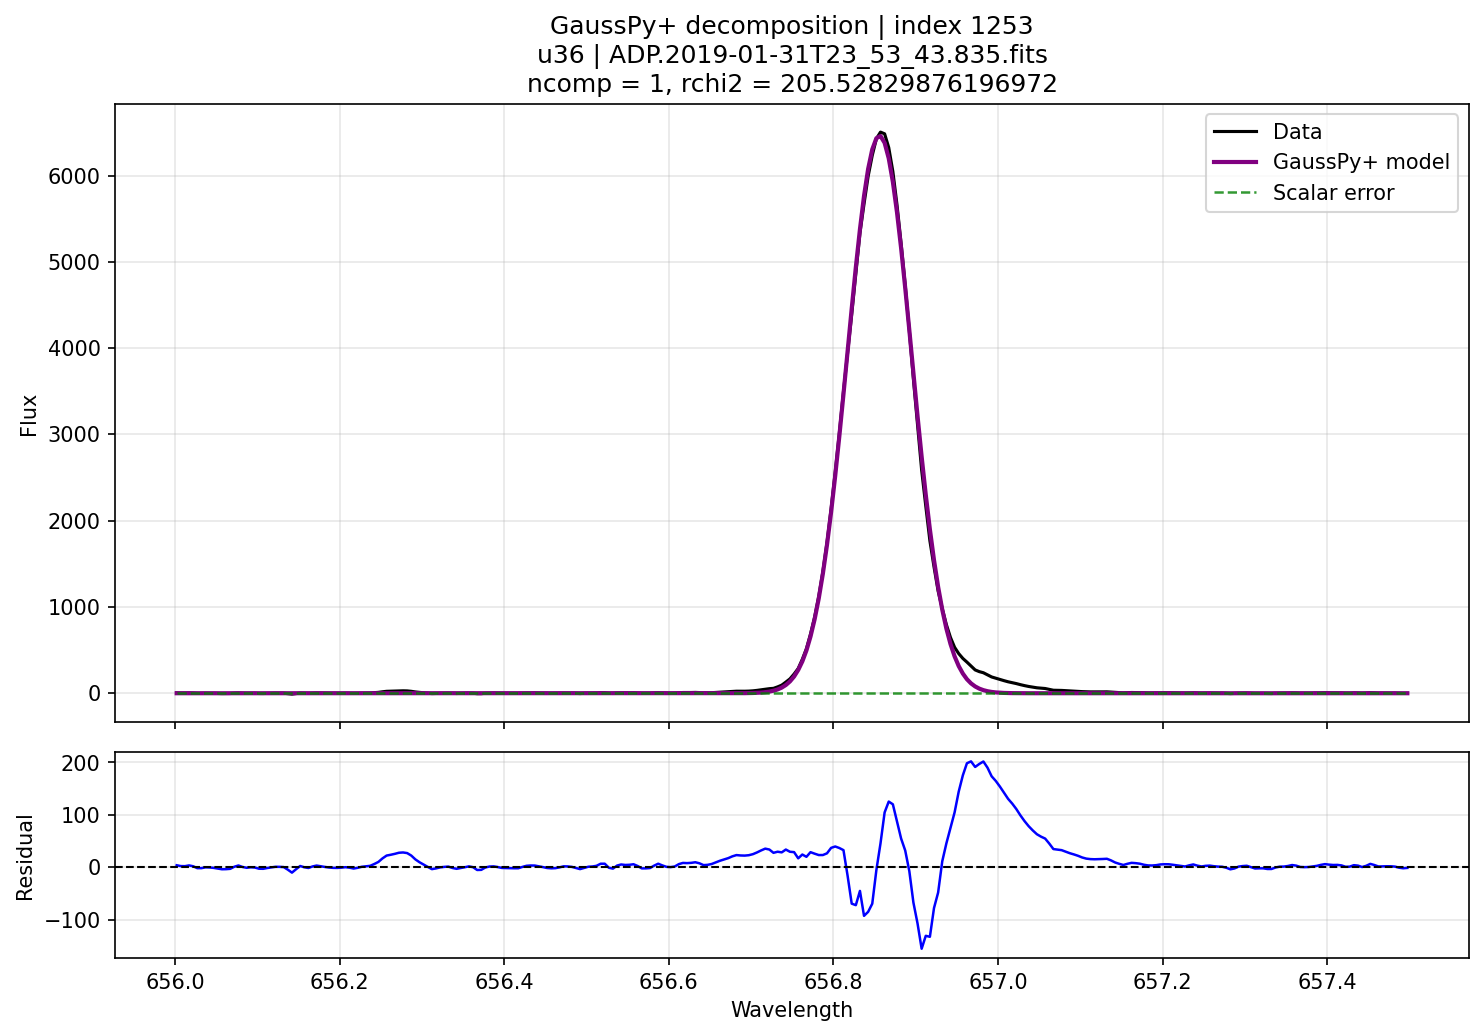 GaussPy+ decomposition | index 1253
u36 | ADP.2019-01-31T23_53_43.835.fits
ncomp = 1, rchi2 = 205.52829876196972
Data
GaussPy+ model
Scalar error
Flux
6000
5000
4000
3000
2000
1000
0
Residual
200
100
0
−100
656.0 656.2 656.4 656.6 656.8 657.0 657.2 657.4
Wavelength